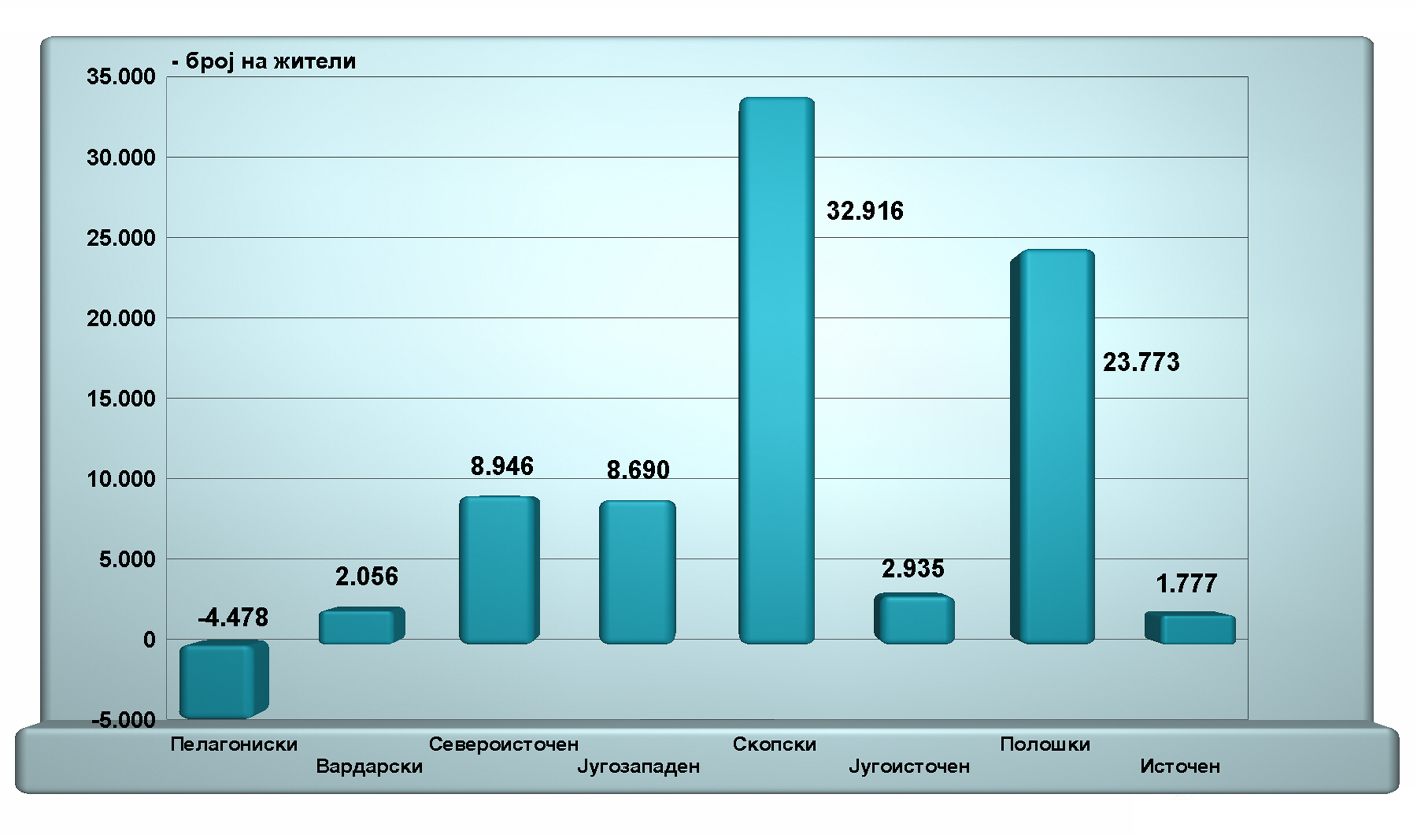 - број на жители
35.000
30.000
25.000
20.000
15.000
10.000
5.000
0
-5.000
-4.478
2.056
8.946
8.690
32.916
2.935
23.773
1.777
Пелагониски
Вардарски
Североисточен
Југозападен
Скопски
Југоисточен
Полошки
Источен